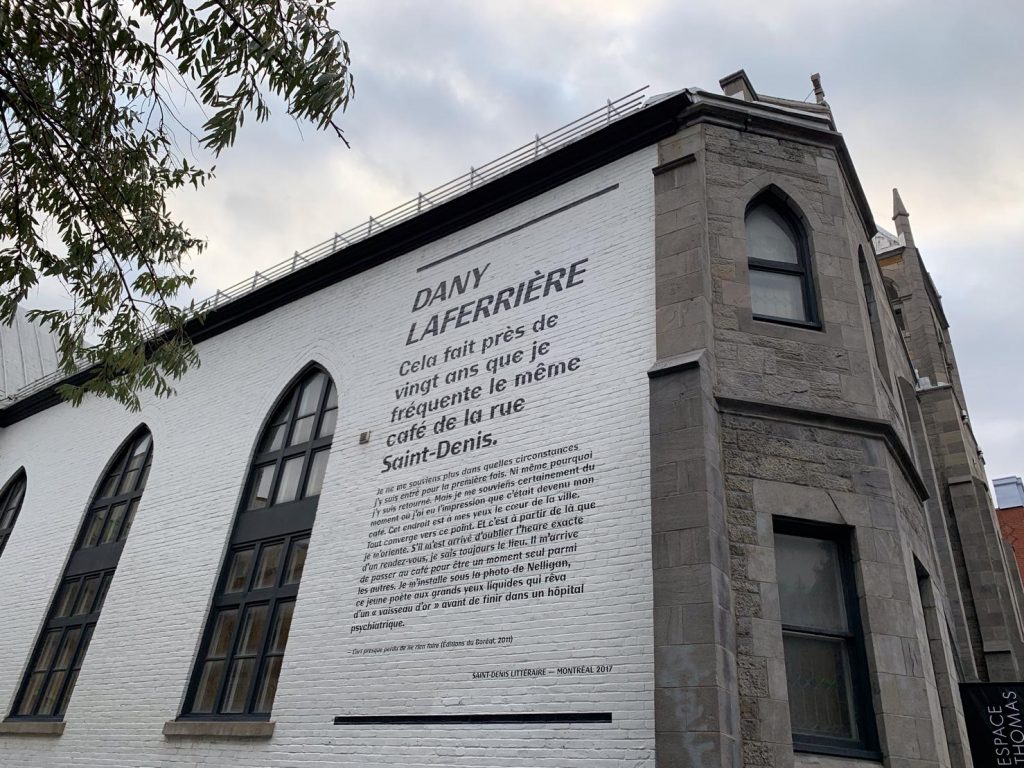 DANY
LAFERRIÈRE
Cela fait près de
vingt ans que je
fréquente le même
café de la rue
Saint-Denis.
Je ne me souviens plus dans quelles circonstances
j'y suis entré pour la première fois. Ni même pourquoi
j'y suis retourné. Mais je me souviens certainement du
moment où j'ai eu l'impression que c'était devenu mon
café. Cet endroit est à mes yeux le cœur de la ville.
Tout converge vers ce point. Et c'est à partir de là que
je m'oriente. S'il m'est arrivé d'oublier l'heure exacte
d'un rendez-vous, je sais toujours le lieu. Il m'arrive
de passer au café pour être un moment seul parmi
les autres. Je m'installe sous la photo de Nelligan,
ce jeune poète aux grands yeux liquides qui rêva
d'un « vaisseau d'or » avant de finir dans un hôpital
psychiatrique.
— L'art presque perdu de ne rien faire (Éditions du Boréal, 2011)
SAINT-DENIS LITTÉRAIRE — MONTRÉAL 2017
ESPACE
THOMAS